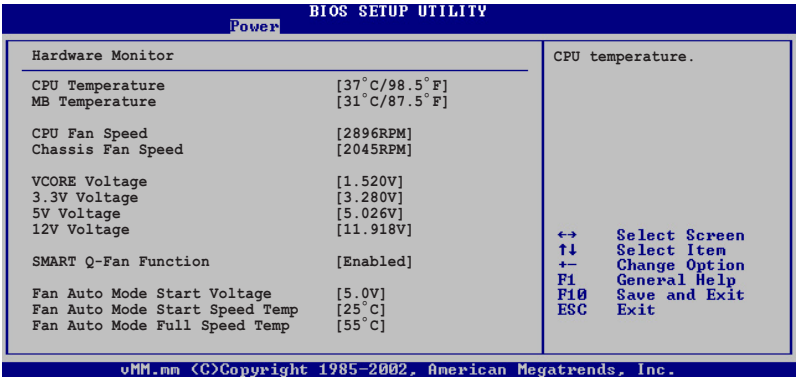 BIOS SETUP UTILITY
Power
Hardware Monitor
CPU Temperature [37°C/98.5°F]
MB Temperature [31°C/87.5°F]
CPU Fan Speed [2896RPM]
Chassis Fan Speed [2045RPM]
VCORE Voltage [1.520V]
3.3V Voltage [3.280V]
5V Voltage [5.026V]
12V Voltage [11.918V]
SMART Q-Fan Function [Enabled]
Fan Auto Mode Start Voltage [5.0V]
Fan Auto Mode Start Speed Temp [25°C]
Fan Auto Mode Full Speed Temp [55°C]
CPU temperature.
←→ Select Screen
↑↓ Select Item
+- Change Option
F1 General Help
F10 Save and Exit
ESC Exit
vMM.mm (C)Copyright 1985-2002, American Megatrends, Inc.